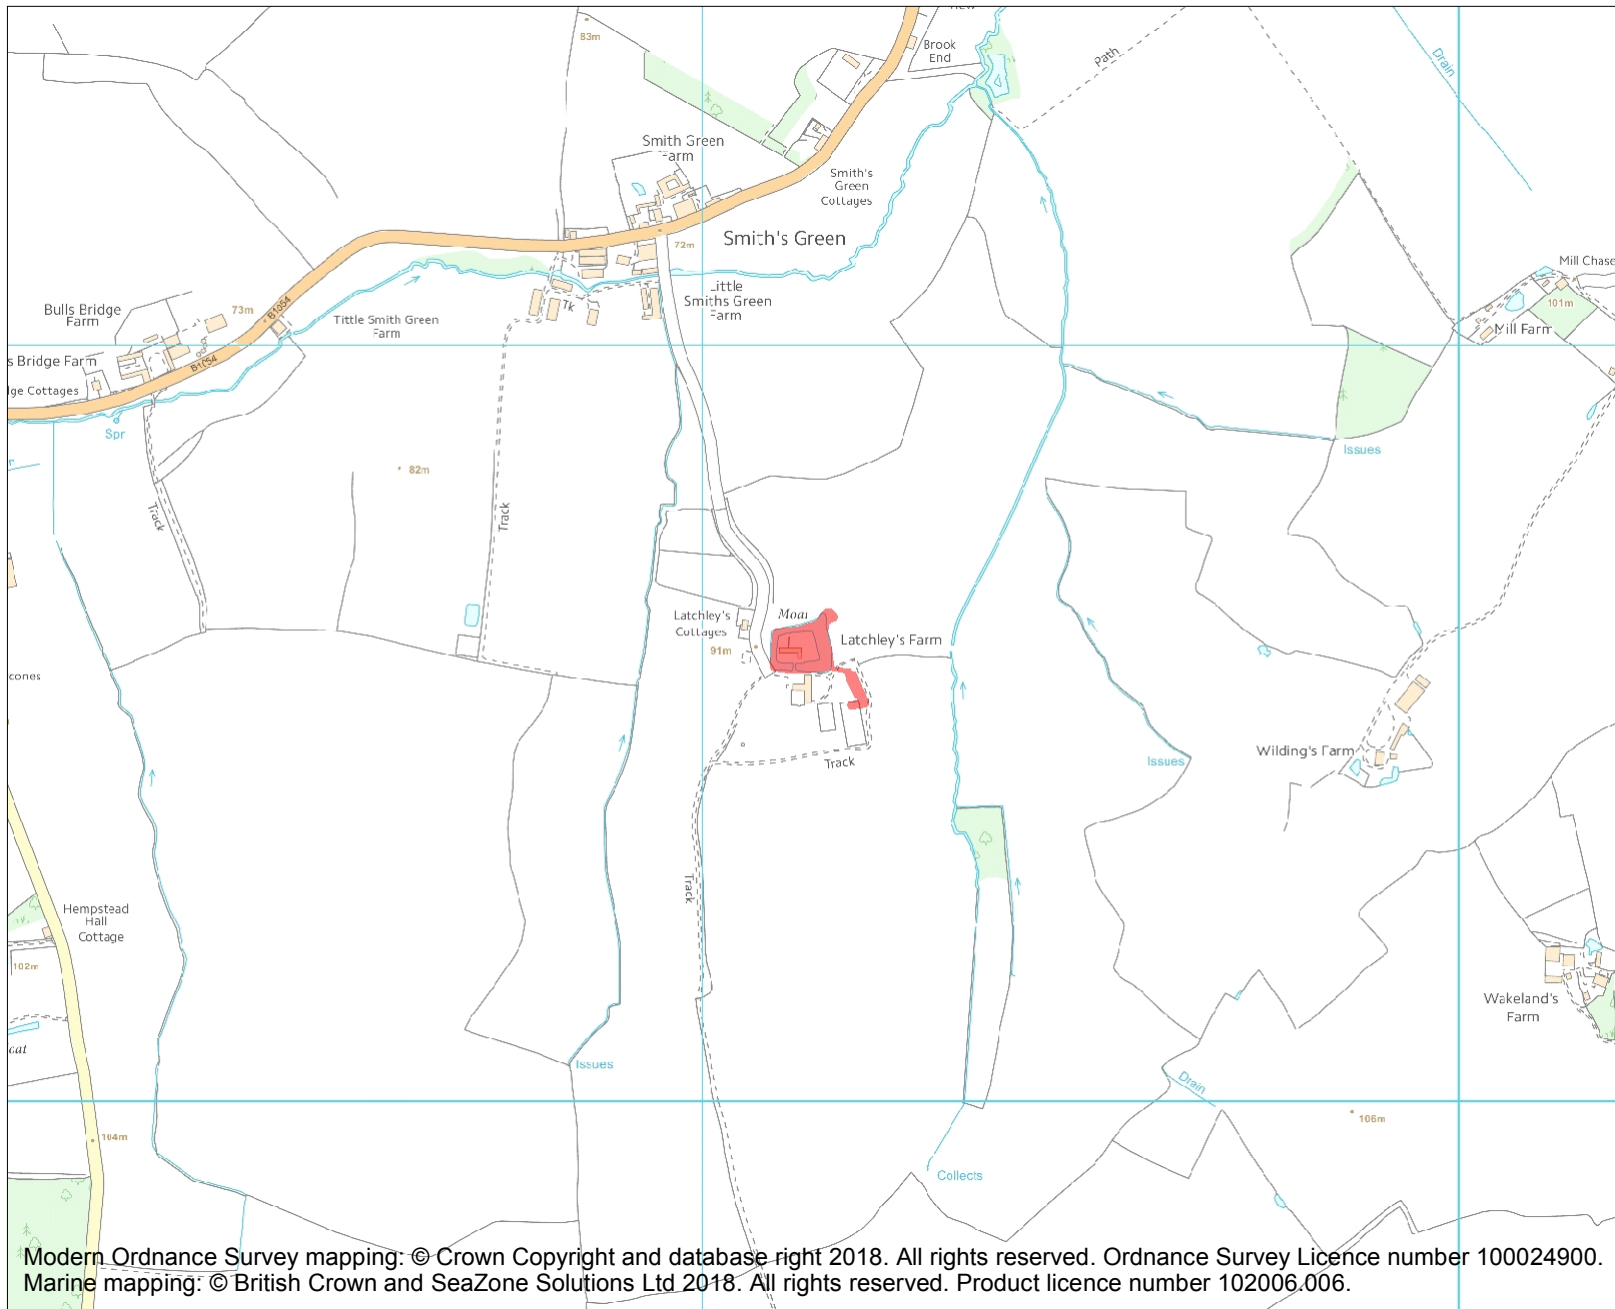 Brook
End
83m
Path
Drain
Smith Green
Farm
Smith's
Green
Cottages
Smith's Green
72m
Mill Chase
101m
Mill Farm
Little
Smiths Green
Farm
Tk
Bulls Bridge
Farm
73m
B1054
Tittle Smith Green
Farm
s Bridge Farm
B1054
lge Cottages
Spr
Issues
82m
Track
Track
Latchley's
Cottages
Moat
Latchley's Farm
91m
cones
Wilding's Farm
Issues
Track
Track
Hempstead
Hall
Cottage
102m
Wakeland's
Farm
oat
Issues
Drain
106m
104m
Collects
Modern Ordnance Survey mapping: © Crown Copyright and database right 2018. All rights reserved. Ordnance Survey Licence number 100024900.
Marine mapping: © British Crown and SeaZone Solutions Ltd 2018. All rights reserved. Product licence number 102006.006.